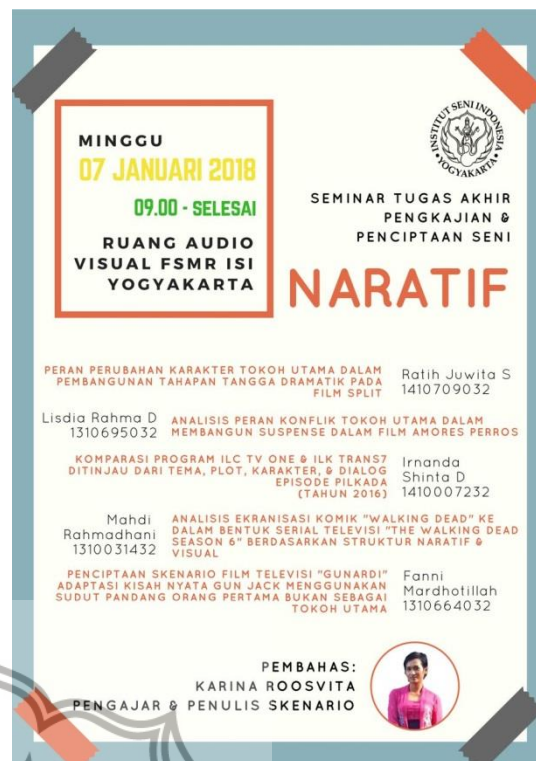 MINGGU
07 JANUARI 2018
09.00 - SELESAI
RUANG AUDIO
VISUAL FSMR ISI
YOGYAKARTA
INSTITUT SENI INDONESIA
YOGYAKARTA
SEMINAR TUGAS AKHIR
PENGKAJIAN &
PENCIPTAAN SENI
NARATIF
PERAN PERUBAHAN KARAKTER TOKOH UTAMA DALAM
PEMBANGUNAN TAHAPAN TANGGA DRAMATIK PADA
FILM SPLIT
Ratih Juwita S
1410709032
Lisdia Rahma D
1310695032
ANALISIS PERAN KONFLIK TOKOH UTAMA DALAM
MEMBANGUN SUSPENSE DALAM FILM AMORES PERROS
KOMPARASI PROGRAM ILC TV ONE & ILK TRANS7
DITINJAU DARI TEMA, PLOT, KARAKTER, & DIALOG
EPISODE PILKADA
(TAHUN 2016)
Irnanda
Shinta D
1410007232
Mahdi
Rahmadhani
1310031432
ANALISIS EKRANISASI KOMIK "WALKING DEAD" KE
DALAM BENTUK SERIAL TELEVISI "THE WALKING DEAD
SEASON 6" BERDASARKAN STRUKTUR NARATIF &
VISUAL
PENCIPTAAN SKENARIO FILM TELEVISI "GUNARDI"
ADAPTASI KISAH NYATA GUN JACK MENGGUNAKAN
SUDUT PANDANG ORANG PERTAMA BUKAN SEBAGAI
TOKOH UTAMA
Fanni
Mardhotillah
1310664032
PEMBAHAS:
KARINA ROOSVITA
PENGAJAR & PENULIS SKENARIO